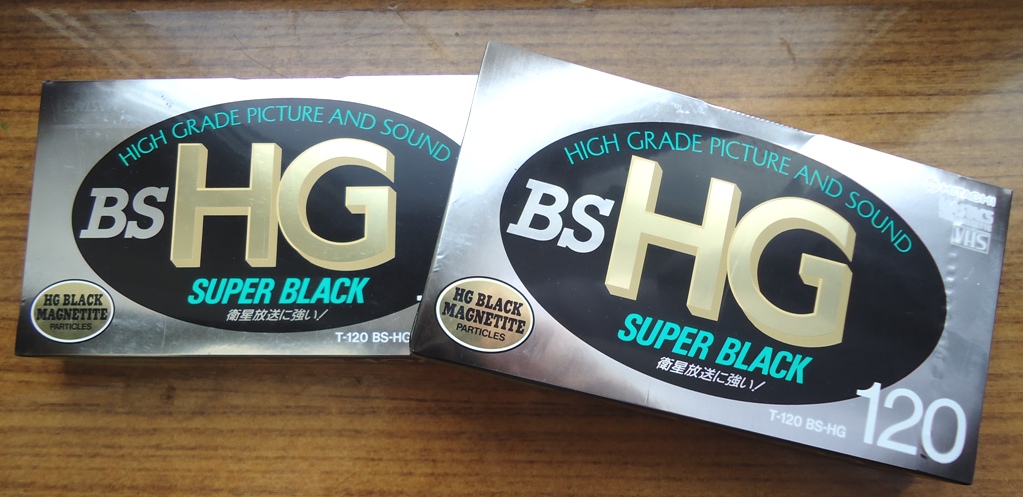 HIGH GRADE PICTURE AND SOUND
BS HG
SUPER BLACK
衛星放送に強い!
HG BLACK
MAGNETITE
PARTICLES
T-120 BS-HG
HIGH GRADE PICTURE AND SOUND
BS HG
SUPER BLACK
衛星放送に強い!
HG BLACK
MAGNETITE
PARTICLES
VHS
T-120 BS-HG
120